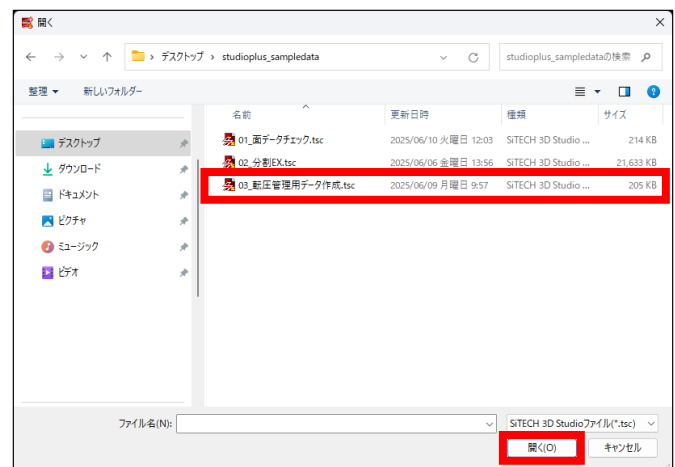 開く
デスクトップ › studioplus_sampledata
studioplus_sampledataの検索
整理 新しいフォルダー
名前 更新日時 種類 サイズ
デスクトップ
ダウンロード
ドキュメント
ピクチャ
ミュージック
ビデオ
01_面データチェック.tsc 2025/06/10 火曜日 12:03 SiTECH 3D Studio ... 214 KB
02_分割EX.tsc 2025/06/06 金曜日 13:56 SiTECH 3D Studio ... 21,633 KB
03_転圧管理用データ作成.tsc 2025/06/09 月曜日 9:57 SiTECH 3D Studio ... 205 KB
ファイル名(N):
SiTECH 3D Studioファイル(*.tsc)
開く(O) キャンセル